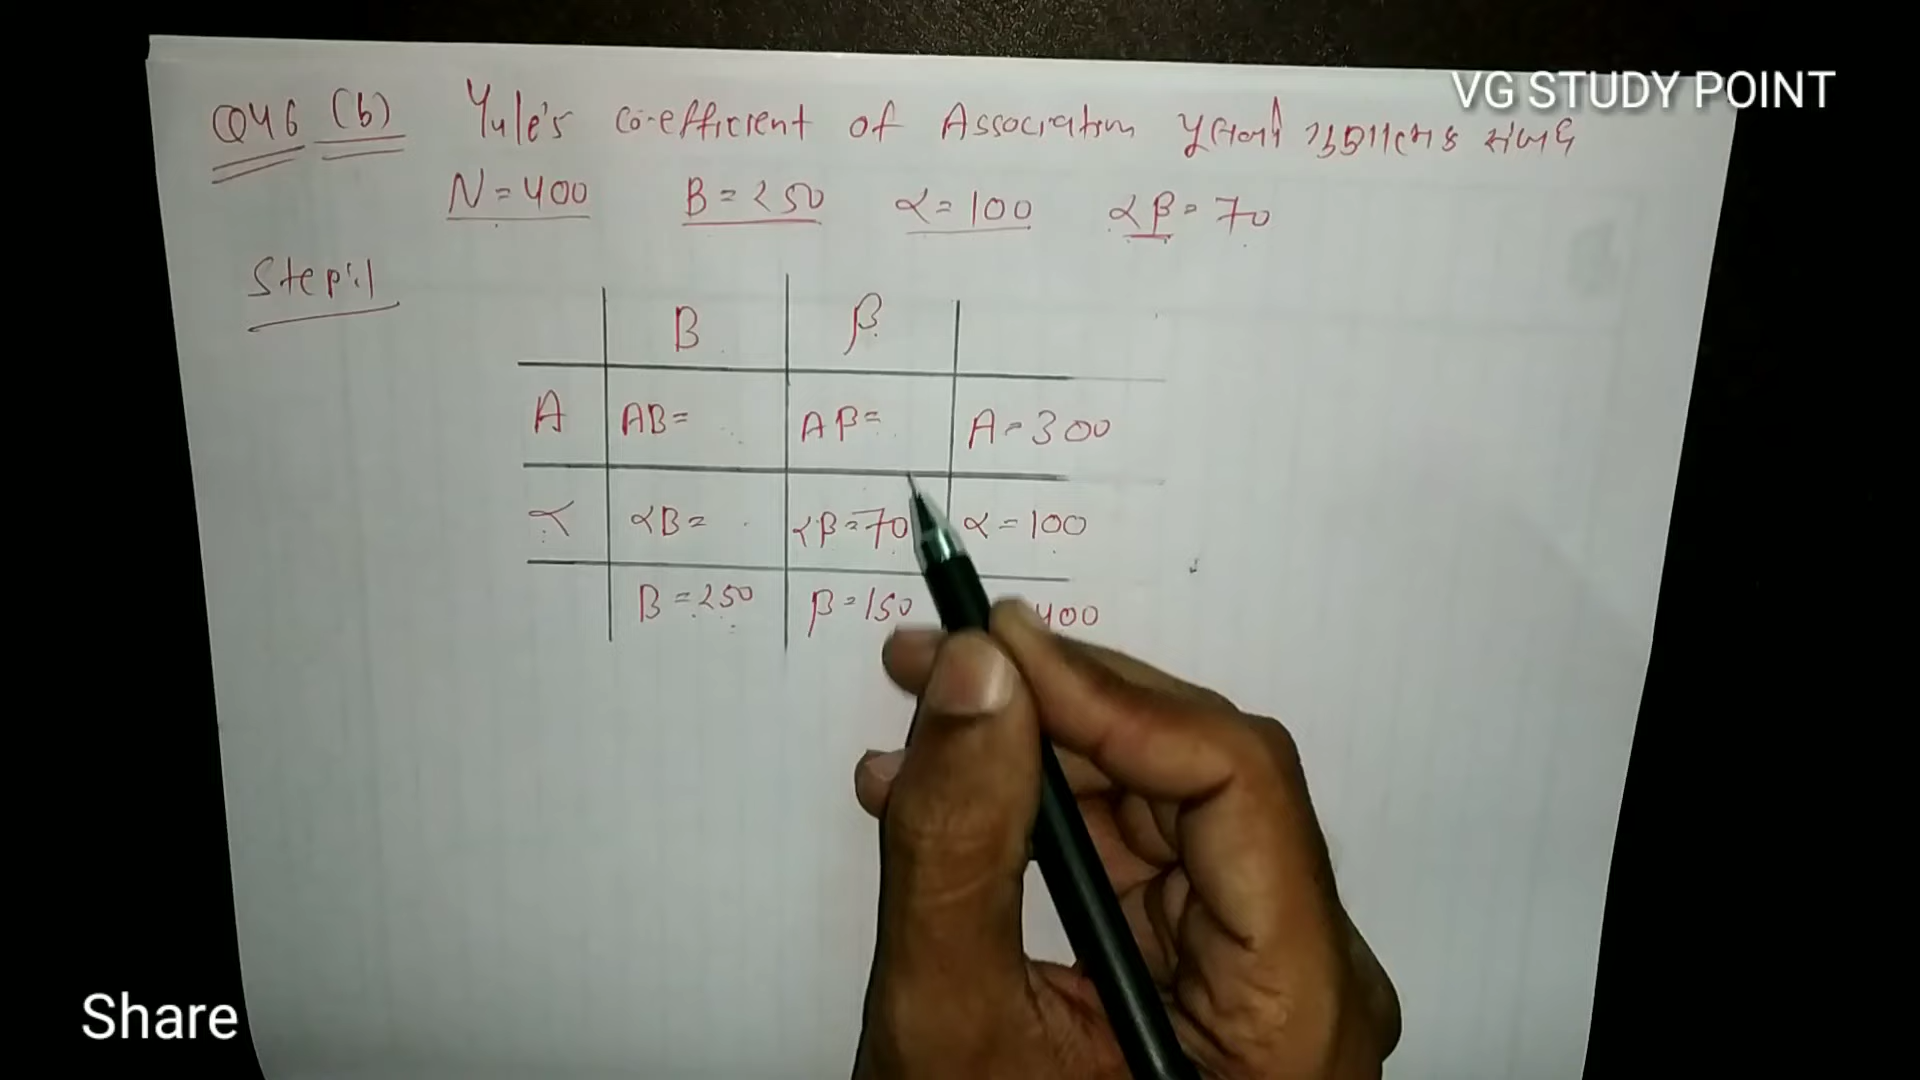 VG STUDY POINT
Q46 (b) Yule's Co-efficient of Association
N = 400 B = 250 α = 100 αβ = 70
Step:1
B β
A AB= Aβ= A = 300
α αB= αβ=70 α = 100
B = 250 β = 150 400
Share